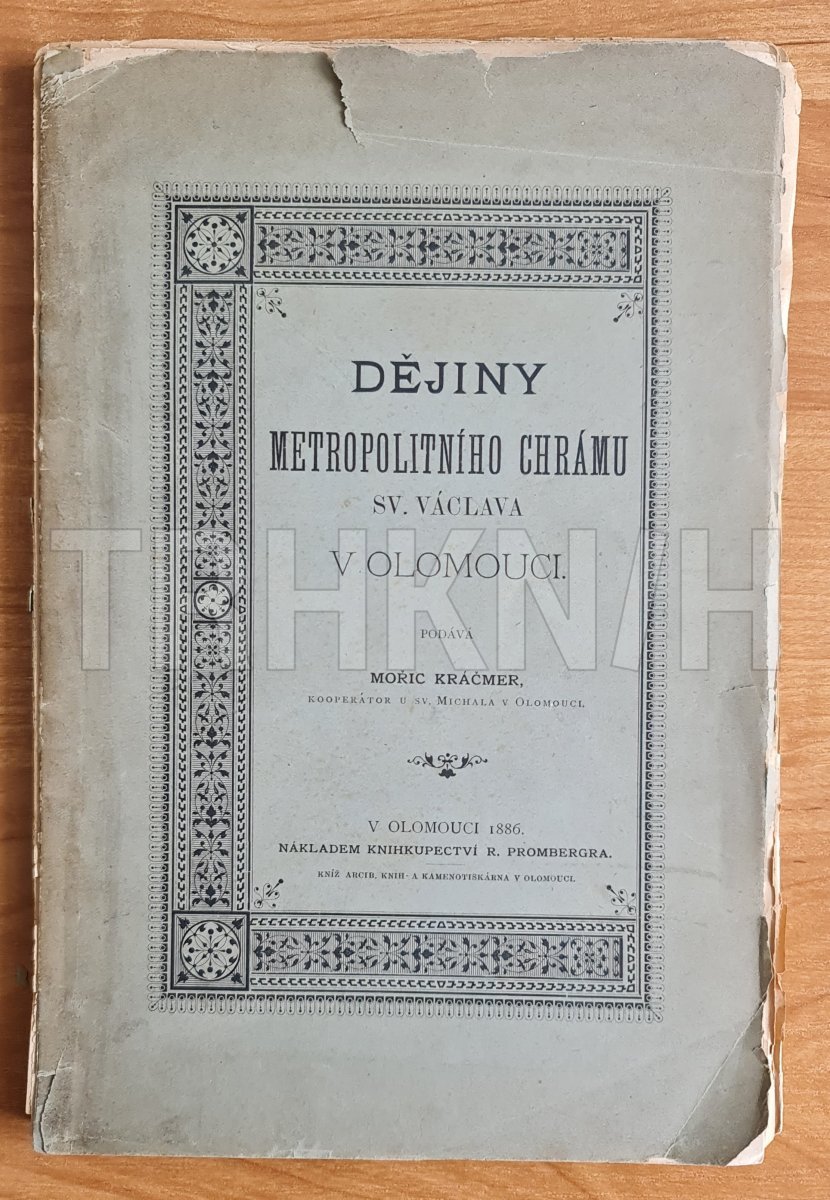 DĚJINY
METROPOLITNÍHO CHRÁMU
SV. VÁCLAVA
V OLOMOUCI.
PODÁVÁ
MOŘIC KRÁČMER,
KOOPERÁTOR U SV. MICHALA V OLOMOUCI.
V OLOMOUCI 1886.
NÁKLADEM KNIHKUPECTVÍ R. PROMBERGRA.
KNÍŽ ARCIB. KNIH- A KAMENOTISKÁRNA V OLOMOUCI.